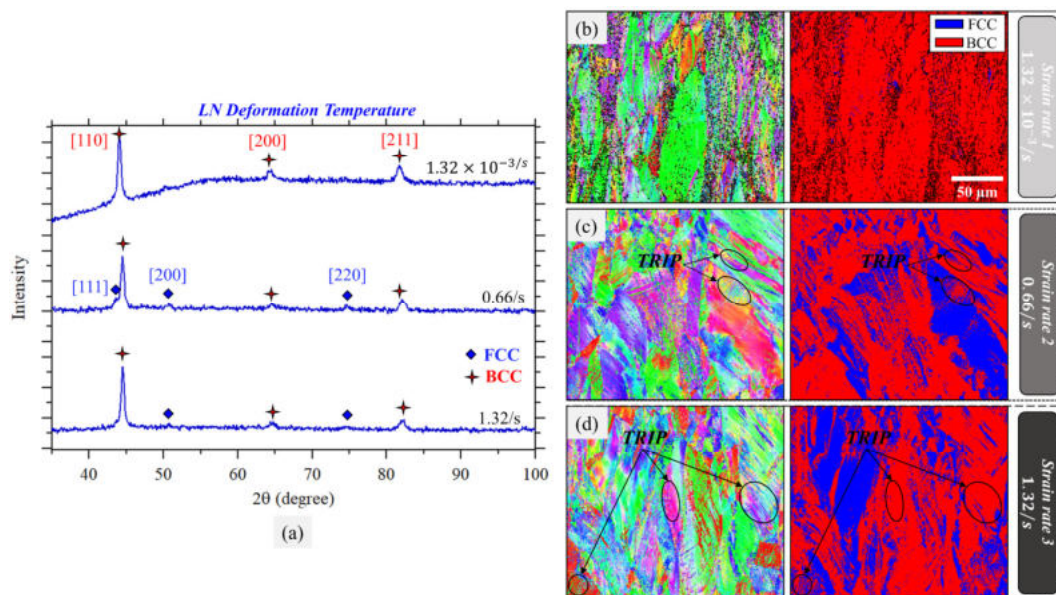 LN Deformation Temperature
[110]
[200]
[211]
1.32 × 10⁻³/s
[111]
[200]
[220]
0.66/s
FCC
BCC
1.32/s
Intensity
40 50 60 70 80 90 100
2θ (degree)
(a)
(b)
FCC
BCC
50 μm
Strain rate 1
1.32 × 10⁻³/s
(c)
TRIP
TRIP
Strain rate 2
0.66/s
(d)
TRIP
TRIP
Strain rate 3
1.32/s